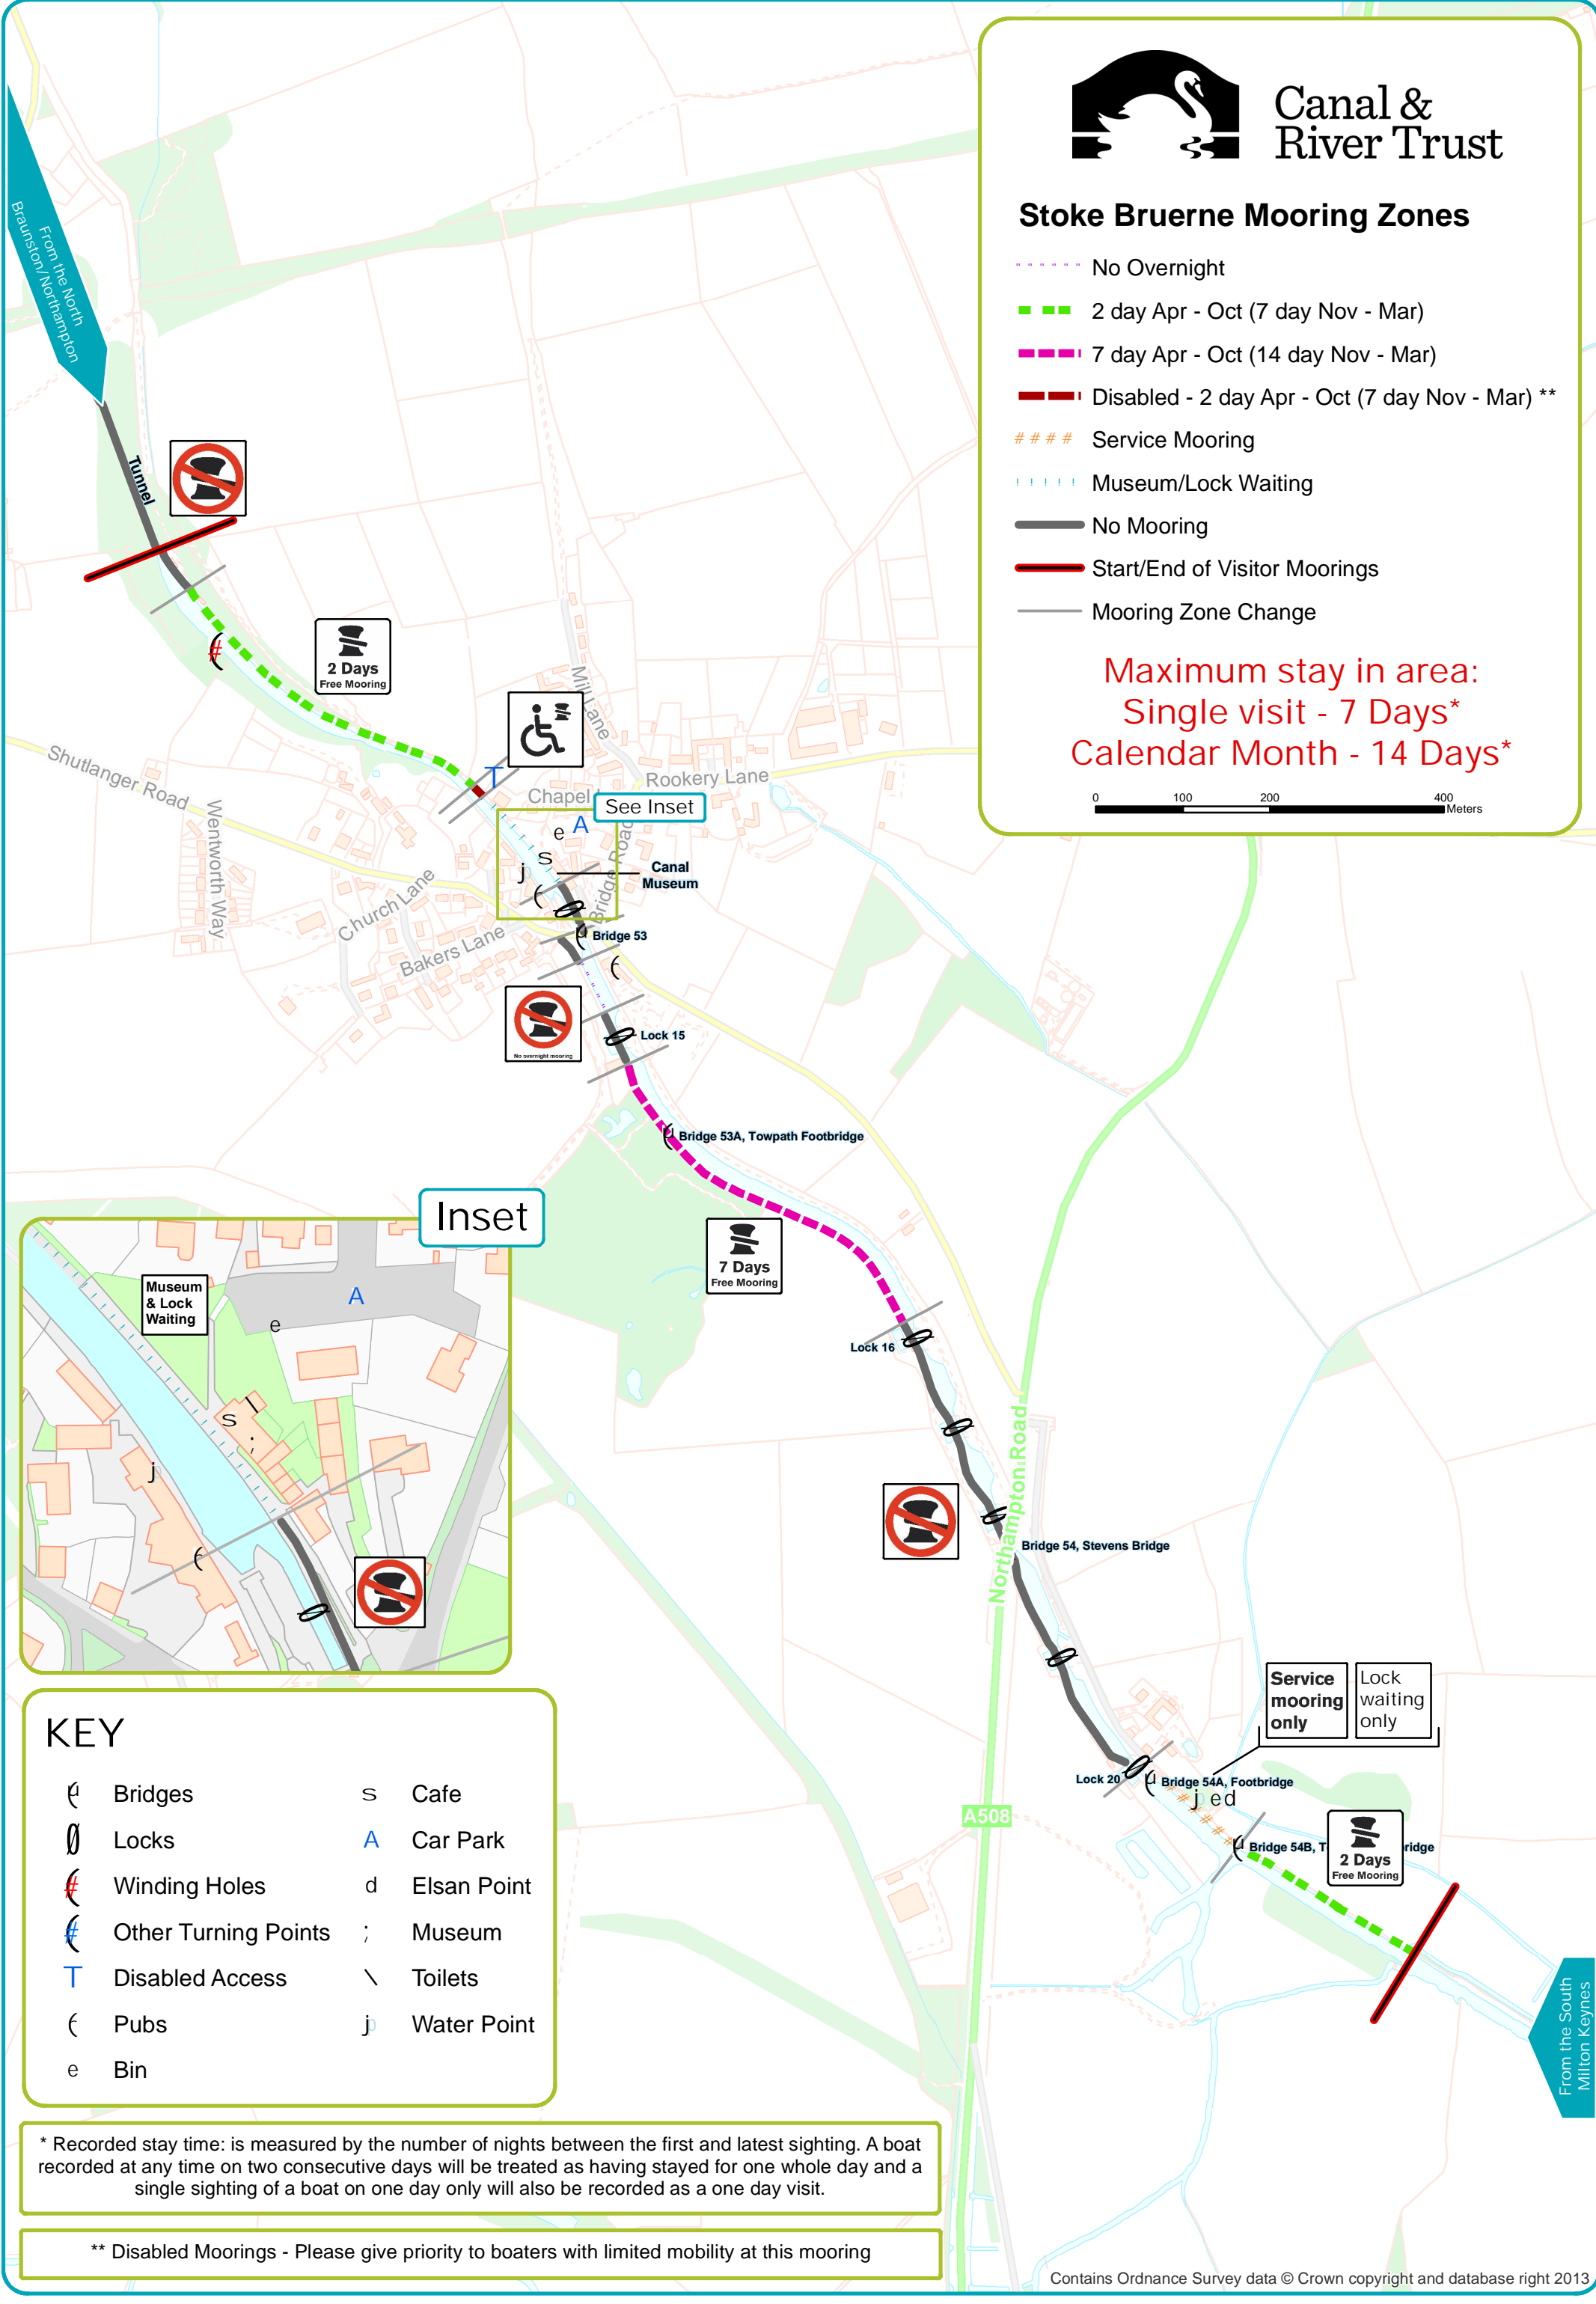 Canal &
River Trust
Stoke Bruerne Mooring Zones
No Overnight
2 day Apr - Oct (7 day Nov - Mar)
7 day Apr - Oct (14 day Nov - Mar)
Disabled - 2 day Apr - Oct (7 day Nov - Mar) **
Service Mooring
Museum/Lock Waiting
No Mooring
Start/End of Visitor Moorings
Mooring Zone Change
Maximum stay in area:
Single visit - 7 Days*
Calendar Month - 14 Days*
0 100 200 400
Meters
From the North
Braunston/Northampton
Tunnel
2 Days
Free Mooring
Mill Lane
T
Shutlanger Road
Rookery Lane
Chapel
See Inset
Wentworth Way
e A
s
j
Bridge Road
Canal
Museum
Church Lane
Bakers Lane
Bridge 53
No overnight mooring
Lock 15
Bridge 53A, Towpath Footbridge
7 Days
Free Mooring
Lock 16
Northampton Road
Bridge 54, Stevens Bridge
Inset
Museum
& Lock
Waiting
A
e
s
;
j
Service
mooring
only
Lock
waiting
only
Lock 20
Bridge 54A, Footbridge
j ed
A508
Bridge 54B, T ridge
2 Days
Free Mooring
From the South
Milton Keynes
KEY
µ Bridges
Locks
# Winding Holes
# Other Turning Points
T Disabled Access
Pubs
e Bin
s Cafe
A Car Park
d Elsan Point
; Museum
\ Toilets
j Water Point
* Recorded stay time: is measured by the number of nights between the first and latest sighting. A boat
recorded at any time on two consecutive days will be treated as having stayed for one whole day and a
single sighting of a boat on one day only will also be recorded as a one day visit.
** Disabled Moorings - Please give priority to boaters with limited mobility at this mooring
Contains Ordnance Survey data © Crown copyright and database right 2013